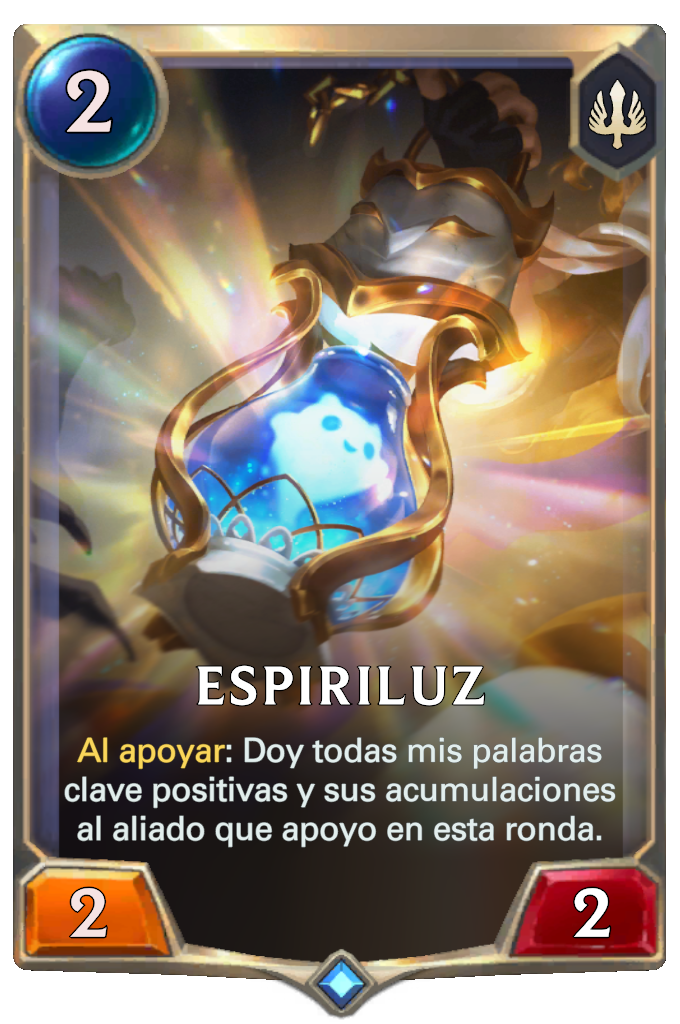 2
ESPIRILUZ
Al apoyar: Doy todas mis palabras
clave positivas y sus acumulaciones
al aliado que apoyo en esta ronda.
2
2